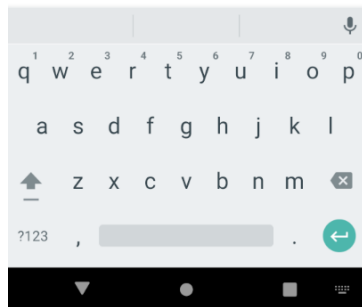 1 2 3 4 5 6 7 8 9 0
q w e r t y u i o p
a s d f g h j k l
z x c v b n m
?123 , .